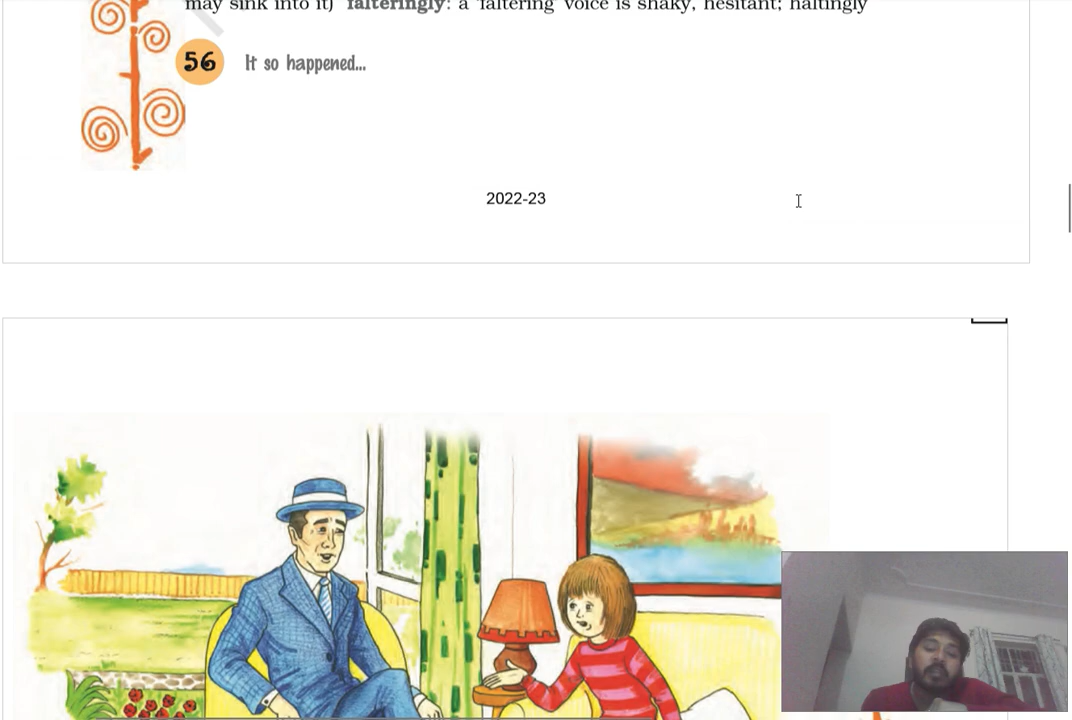 may sink into it) falteringly: a 'faltering' voice is shaky, hesitant; haltingly
56 It so happened...
2022-23